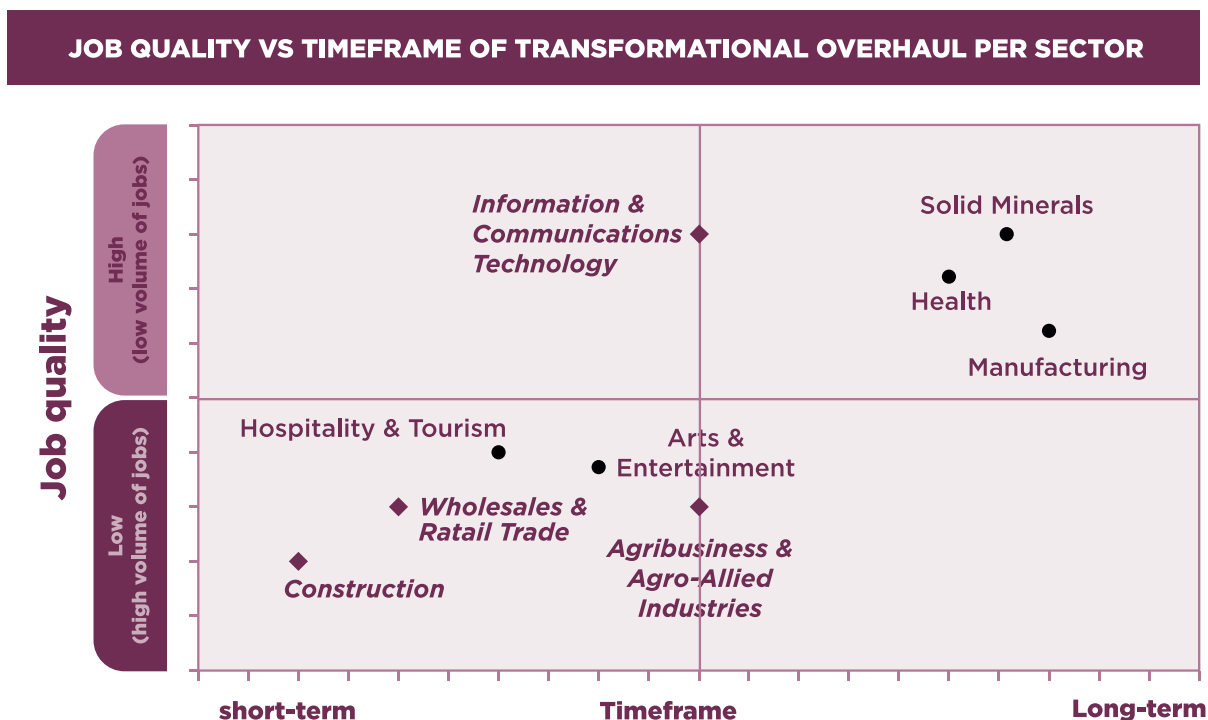 JOB QUALITY VS TIMEFRAME OF TRANSFORMATIONAL OVERHAUL PER SECTOR
Job quality
High
(low volume of jobs)
Low
(high volume of jobs)
Information &
Communications
Technology
Solid Minerals
Health
Manufacturing
Hospitality & Tourism
Arts &
Entertainment
Wholesales &
Ratail Trade
Agribusiness &
Agro-Allied
Industries
Construction
short-term
Timeframe
Long-term